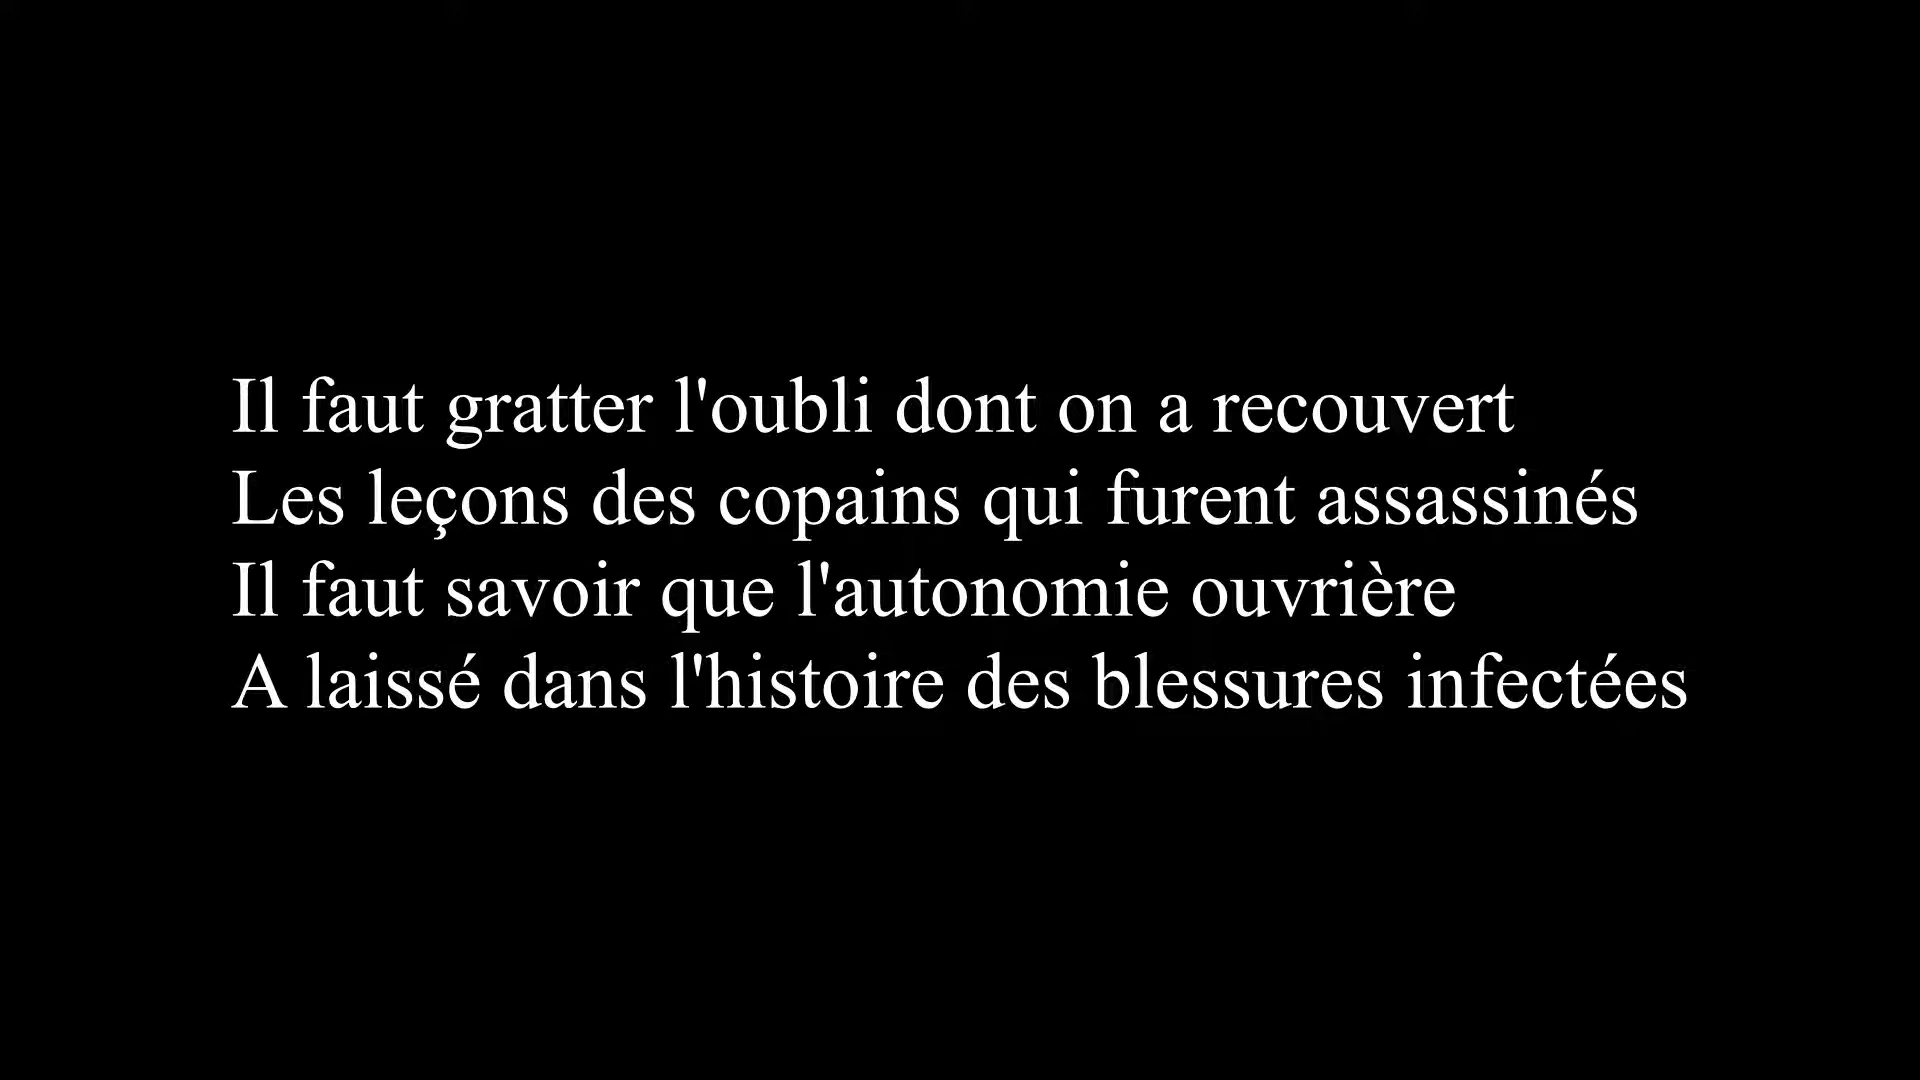 Il faut gratter l'oubli dont on a recouvert
Les leçons des copains qui furent assassinés
Il faut savoir que l'autonomie ouvrière
A laissé dans l'histoire des blessures infectées